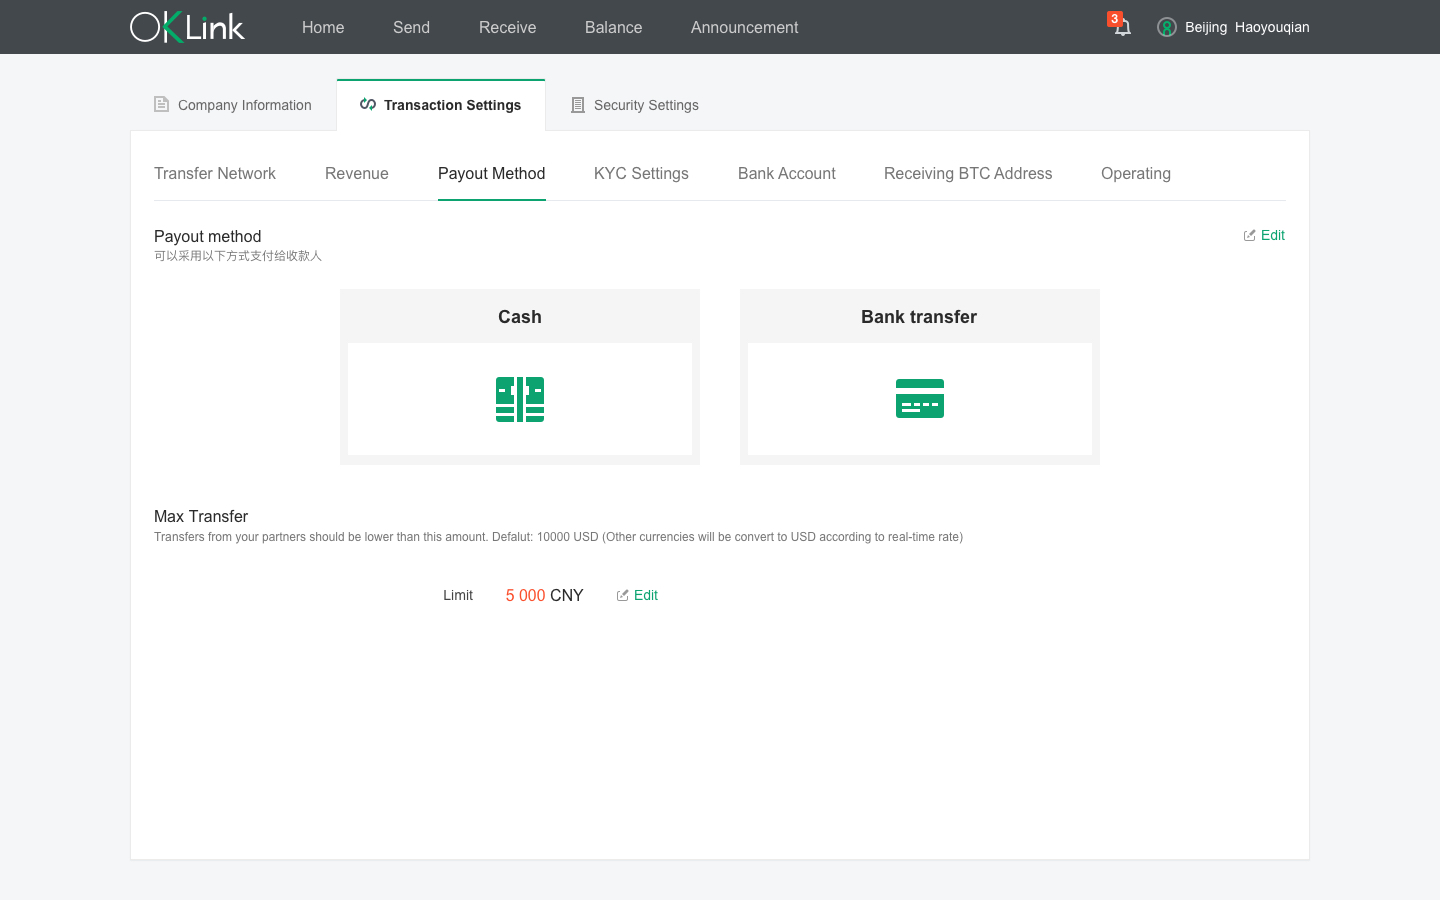 OKLink
Home Send Receive Balance Announcement
3
Beijing Haoyouqian
Company Information
Transaction Settings
Security Settings
Transfer Network Revenue Payout Method KYC Settings Bank Account Receiving BTC Address Operating
Payout method
Edit
可以采用以下方式支付给收款人
Cash
Bank transfer
Max Transfer
Transfers from your partners should be lower than this amount. Defalut: 10000 USD (Other currencies will be convert to USD according to real-time rate)
Limit 5 000 CNY Edit